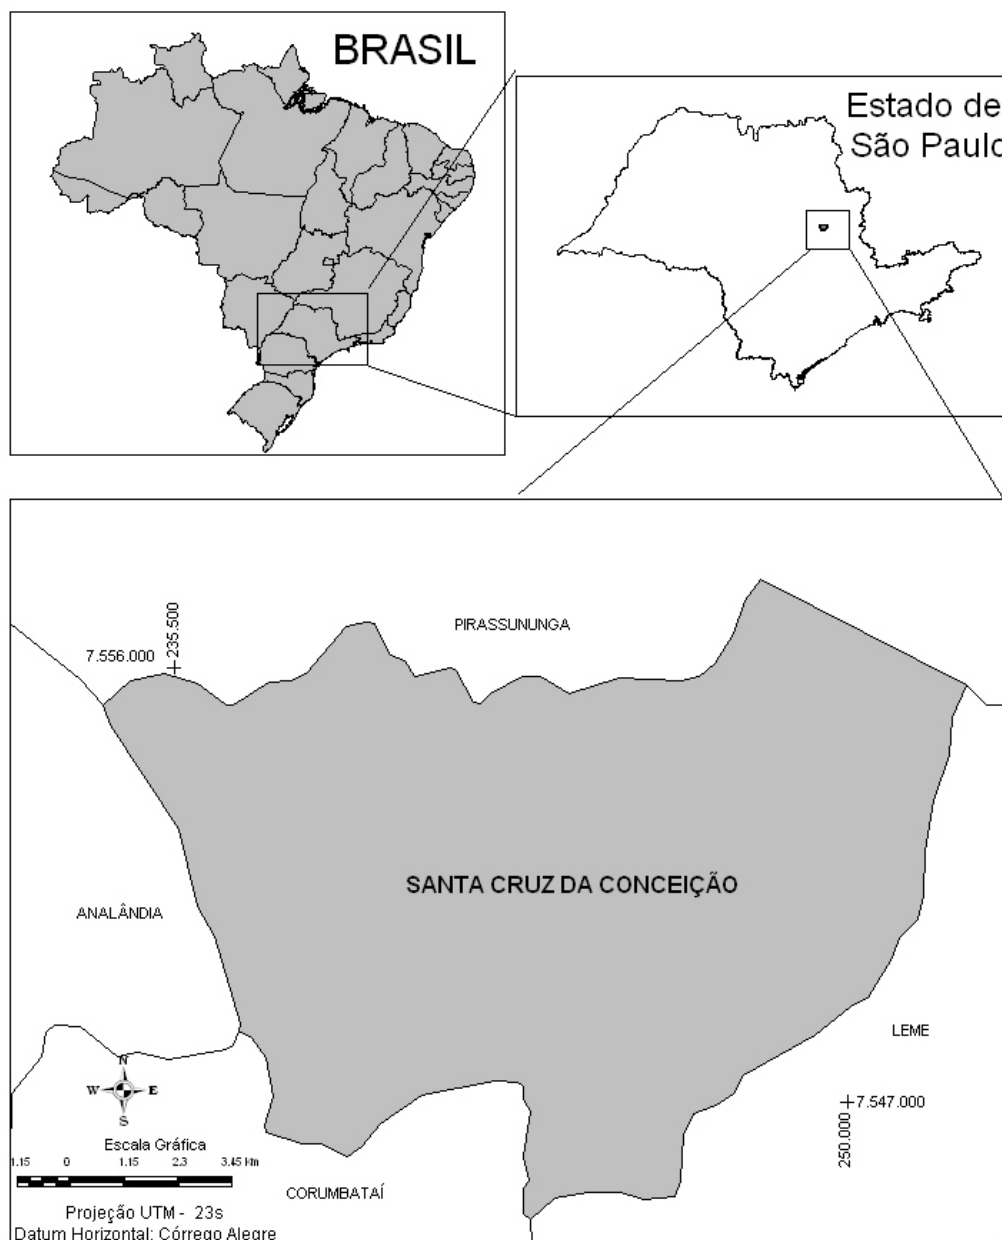 BRASIL
Estado de
São Paulo
PIRASSUNUNGA
235.500
7.556.000
SANTA CRUZ DA CONCEIÇÃO
ANALÂNDIA
LEME
N
W E
S
7.547.000
250.000
Escala Gráfica
1.15 0 1.15 2.3 3.45 km
CORUMBATAÍ
Projeção UTM - 23s
Datum Horizontal: Córrego Alegre